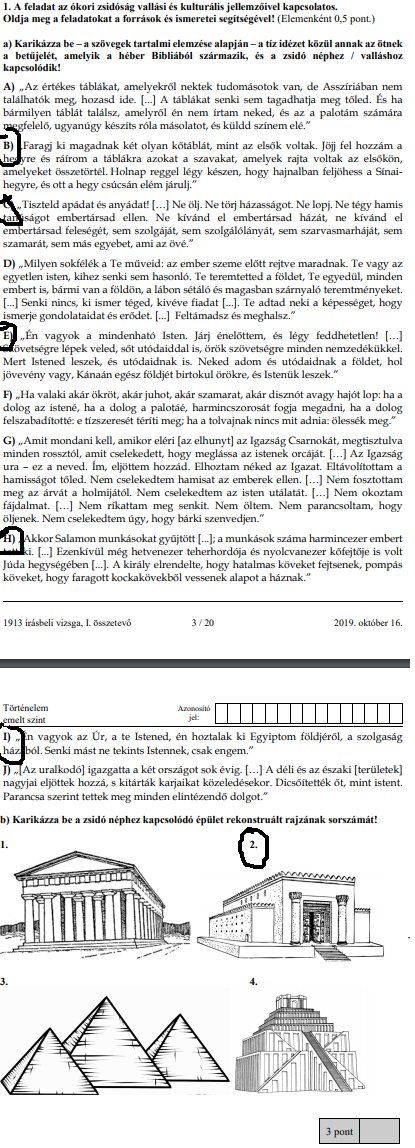 1. A feladat az ókori zsidóság vallási és kulturális jellemzőivel kapcsolatos.
Oldja meg a feladatokat a források és ismeretei segítségével! (Elemenként 0,5 pont.)
a) Karikázza be – a szövegek tartalmi elemzése alapján – a tíz idézet közül annak az ötnek
a betűjelét, amelyik a héber Bibliából származik, és a zsidó néphez / valláshoz
kapcsolódik!
A) „Az értékes táblákat, amelyekről nektek tudomásotok van, de Asszíriában nem
találhatók meg, hozasd ide. [...] A táblákat senki sem tagadhatja meg tőled. És ha
bármilyen táblát találsz, amelyről én nem írtam neked, és az a palotám számára
megfelelő, ugyanúgy készíts róla másolatot, és küldd színem elé.”
B) „Faragj ki magadnak két olyan kőtáblát, mint az elsők voltak. Jöjj fel hozzám a
hegyre és ráírom a táblákra azokat a szavakat, amelyek rajta voltak az elsőkön,
amelyeket összetörtél. Holnap reggel légy készen, hogy hajnalban feljöhess a Sínai-
hegyre, és ott a hegy csúcsán elém járulj.”
„Tiszteld apádat és anyádat! [...] Ne ölj. Ne törj házasságot. Ne lopj. Ne tégy hamis
tanúságot embertársad ellen. Ne kívánd el embertársad házát, ne kívánd el
embertársad feleségét, sem szolgáját, sem szolgálólányát, sem szarvasmarháját, sem
szamarát, sem más egyebet, ami az övé.”
D) „Milyen sokfélék a Te műveid: az ember szeme előtt rejtve maradnak. Te vagy az
egyetlen isten, kihez senki sem hasonló. Te teremtetted a földet, Te egyedül, minden
embert is, bármi van a földön, a lábon sétáló és magasban szárnyaló teremtményeket.
[...] Senki nincs, ki ismer téged, kivéve fiadat [...]. Te adtad neki a képességet, hogy
ismerje gondolataidat és erődet. [...] Feltámadsz és meghalsz.”
E) „Én vagyok a mindenható Isten. Járj énelőttem, és légy feddhetetlen! [...]
Szövetségre lépek veled, sőt utódaiddal is, örök szövetségre minden nemzedékükkel.
Mert Istened leszek, és utódaidnak is. Neked adom és utódaidnak a földet, hol
jövevény vagy, Kánaán egész földjét birtokul örökre, és Istenük leszek.”
F) „Ha valaki akár ökröt, akár juhot, akár szamarat, akár disznót avagy hajót lop: ha a
dolog az istené, ha a dolog a palotáé, harmincszorosát fogja megadni, ha a dolog
felszabadítotté: e tízszeresét téríti meg; ha a tolvajnak nincs mit adnia: ölessék meg.”
G) „Amit mondani kell, amikor eléri [az elhunyt] az Igazság Csarnokát, megtisztulva
minden rossztól, amit cselekedett, hogy meglássa az istenek orcáját. [...] Az Igazság
ura – ez a neved. Ím, eljöttem hozzád. Elhoztam néked az Igazat. Eltávolítottam a
hamisságot tőled. Nem cselekedtem hamisat az emberek ellen. [...] Nem fosztottam
meg az árvát a holmijától. Nem cselekedtem az isten utálatát. [...] Nem okoztam
fájdalmat. [...] Nem ríkattam meg senkit. Nem öltem. Nem parancsoltam, hogy
öljenek. Nem cselekedtem úgy, hogy bárki szenvedjen.”
H) „Akkor Salamon munkásokat gyűjtött [...]; a munkások száma harmincezer embert
[...] Ezenkívül még hetvenezer teherhordója és nyolcvanezer kőfejtője is volt
Júda hegységében [...]. A király elrendelte, hogy hatalmas köveket fejtsenek, pompás
köveket, hogy faragott kockakövekből vessenek alapot a háznak.”
1913 írásbeli vizsga, I. összetevő 3 / 20 2019. október 16.
Történelem Azonosító
emelt szint jel:
I) „Én vagyok az Úr, a te Istened, én hoztalak ki Egyiptom földjéről, a szolgaság
házából. Senki mást ne tekints Istennek, csak engem.”
J) „[Az uralkodó] igazgatta a két országot sok évig. [...] A déli és az északi [területek]
nagyjai eljöttek hozzá, s kitárták karjaikat közeledésekor. Dicsőítették őt, mint istent.
Parancsa szerint tettek meg minden elintézendő dolgot.”
b) Karikázza be a zsidó néphez kapcsolódó épület rekonstruált rajzának sorszámát!
1. 2.
3. 4.
3 pont